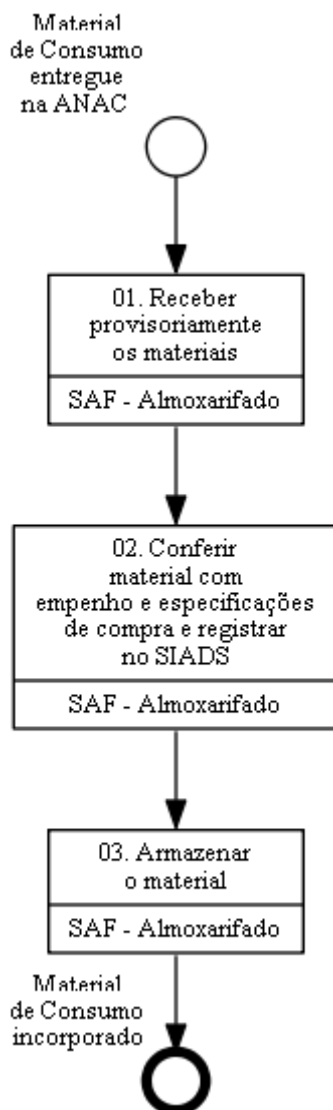 Material
de Consumo
entregue
na ANAC
01. Receber
provisoriamente
os materiais
SAF - Almoxarifado
02. Conferir
material com
empenho e especificações
de compra e registrar
no SIADS
SAF - Almoxarifado
03. Armazenar
o material
SAF - Almoxarifado
Material
de Consumo
incorporado